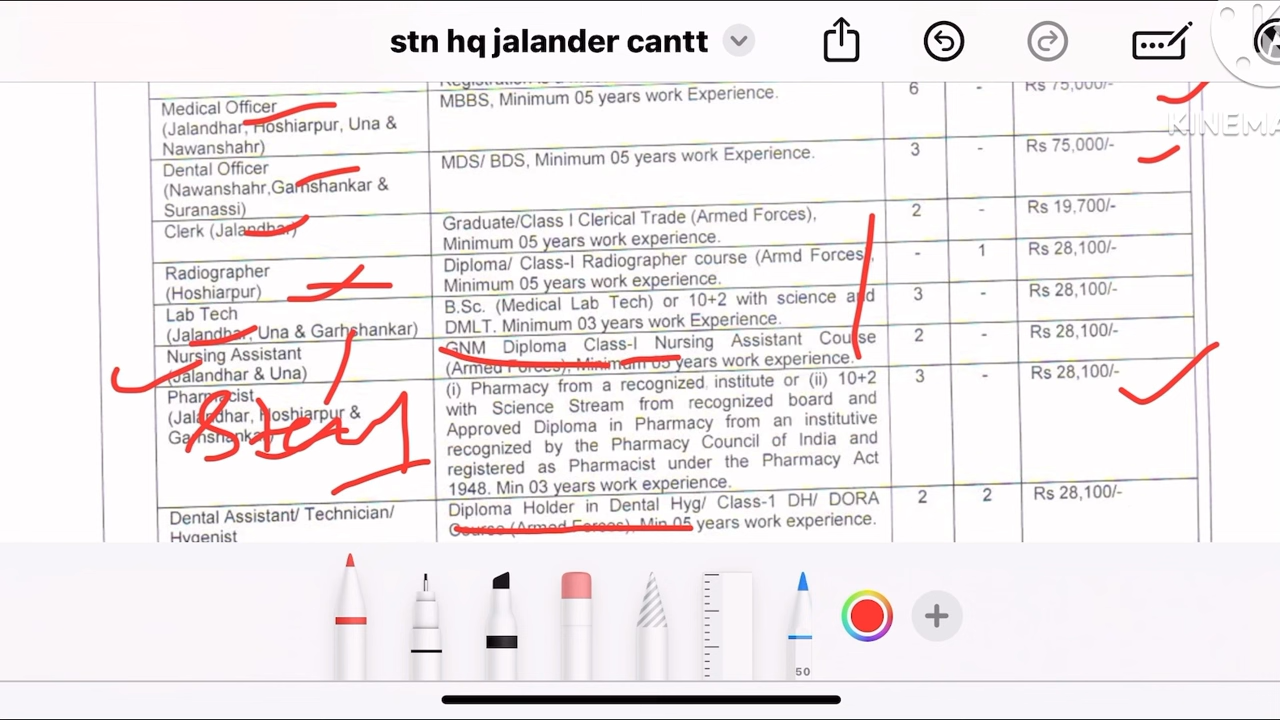 stn hq jalander cantt
Medical Officer
(Jalandhar, Hoshiarpur, Una &
Nawanshahr)
MBBS, Minimum 05 years work Experience.
6
-
Rs 75,000/-
KINEMA
Dental Officer
(Nawanshahr,Garhshankar &
Suranassi)
MDS/ BDS, Minimum 05 years work Experience.
3
-
Rs 75,000/-
Clerk (Jalandhar)
Graduate/Class I Clerical Trade (Armed Forces),
Minimum 05 years work experience.
2
-
Rs 19,700/-
Radiographer
(Hoshiarpur)
Diploma/ Class-I Radiographer course (Armd Forces),
Minimum 05 years work experience.
-
1
Rs 28,100/-
Lab Tech
(Jalandhar, Una & Garhshankar)
B.Sc. (Medical Lab Tech) or 10+2 with science and
DMLT. Minimum 03 years work Experience.
3
-
Rs 28,100/-
Nursing Assistant
(Jalandhar & Una)
GNM Diploma Class-I Nursing Assistant Course
(Armed Forces), Minimum 05 years work experience.
2
-
Rs 28,100/-
Pharmacist
(Jalandhar, Hoshiarpur &
Garhshankar)
(i) Pharmacy from a recognized institute or (ii) 10+2
with Science Stream from recognized board and
Approved Diploma in Pharmacy from an institutive
recognized by the Pharmacy Council of India and
registered as Pharmacist under the Pharmacy Act
1948. Min 03 years work experience.
3
-
Rs 28,100/-
Dental Assistant/ Technician/
Hygenist
Diploma Holder in Dental Hyg/ Class-1 DH/ DORA
Course (Armed Forces), Min 05 years work experience.
2
2
Rs 28,100/-
50